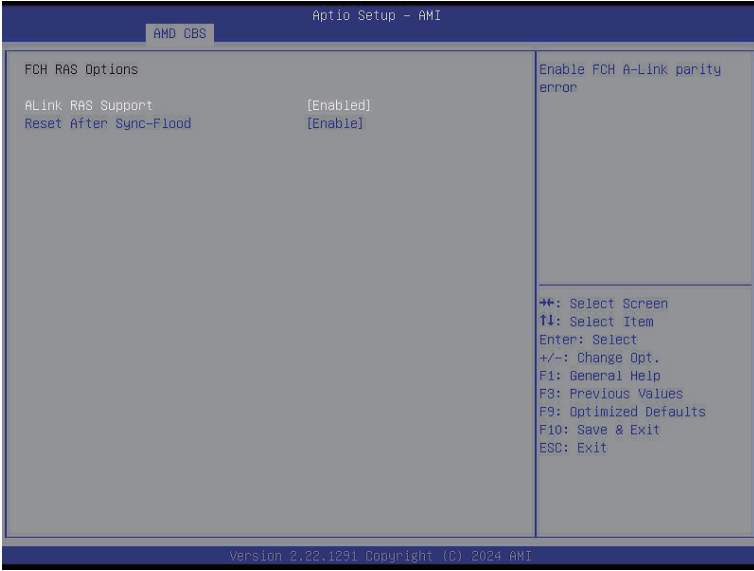 Aptio Setup – AMI
AMD CBS
FCH RAS Options
ALink RAS Support [Enabled]
Reset After Sync-Flood [Enable]
Enable FCH A-Link parity
error
→←: Select Screen
↑↓: Select Item
Enter: Select
+/-: Change Opt.
F1: General Help
F3: Previous Values
F9: Optimized Defaults
F10: Save & Exit
ESC: Exit
Version 2.22.1291 Copyright (C) 2024 AMI